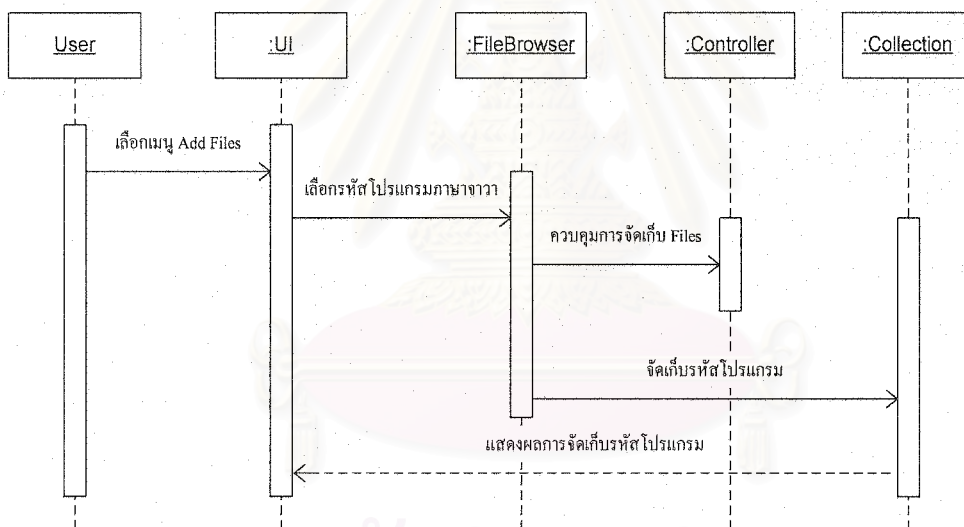 User
:UI
:FileBrowser
:Controller
:Collection
เลือกเมนู Add Files
เลือกรหัสโปรแกรมภาษาจาวา
ควบคุมการจัดเก็บ Files
จัดเก็บรหัสโปรแกรม
แสดงผลการจัดเก็บรหัสโปรแกรม